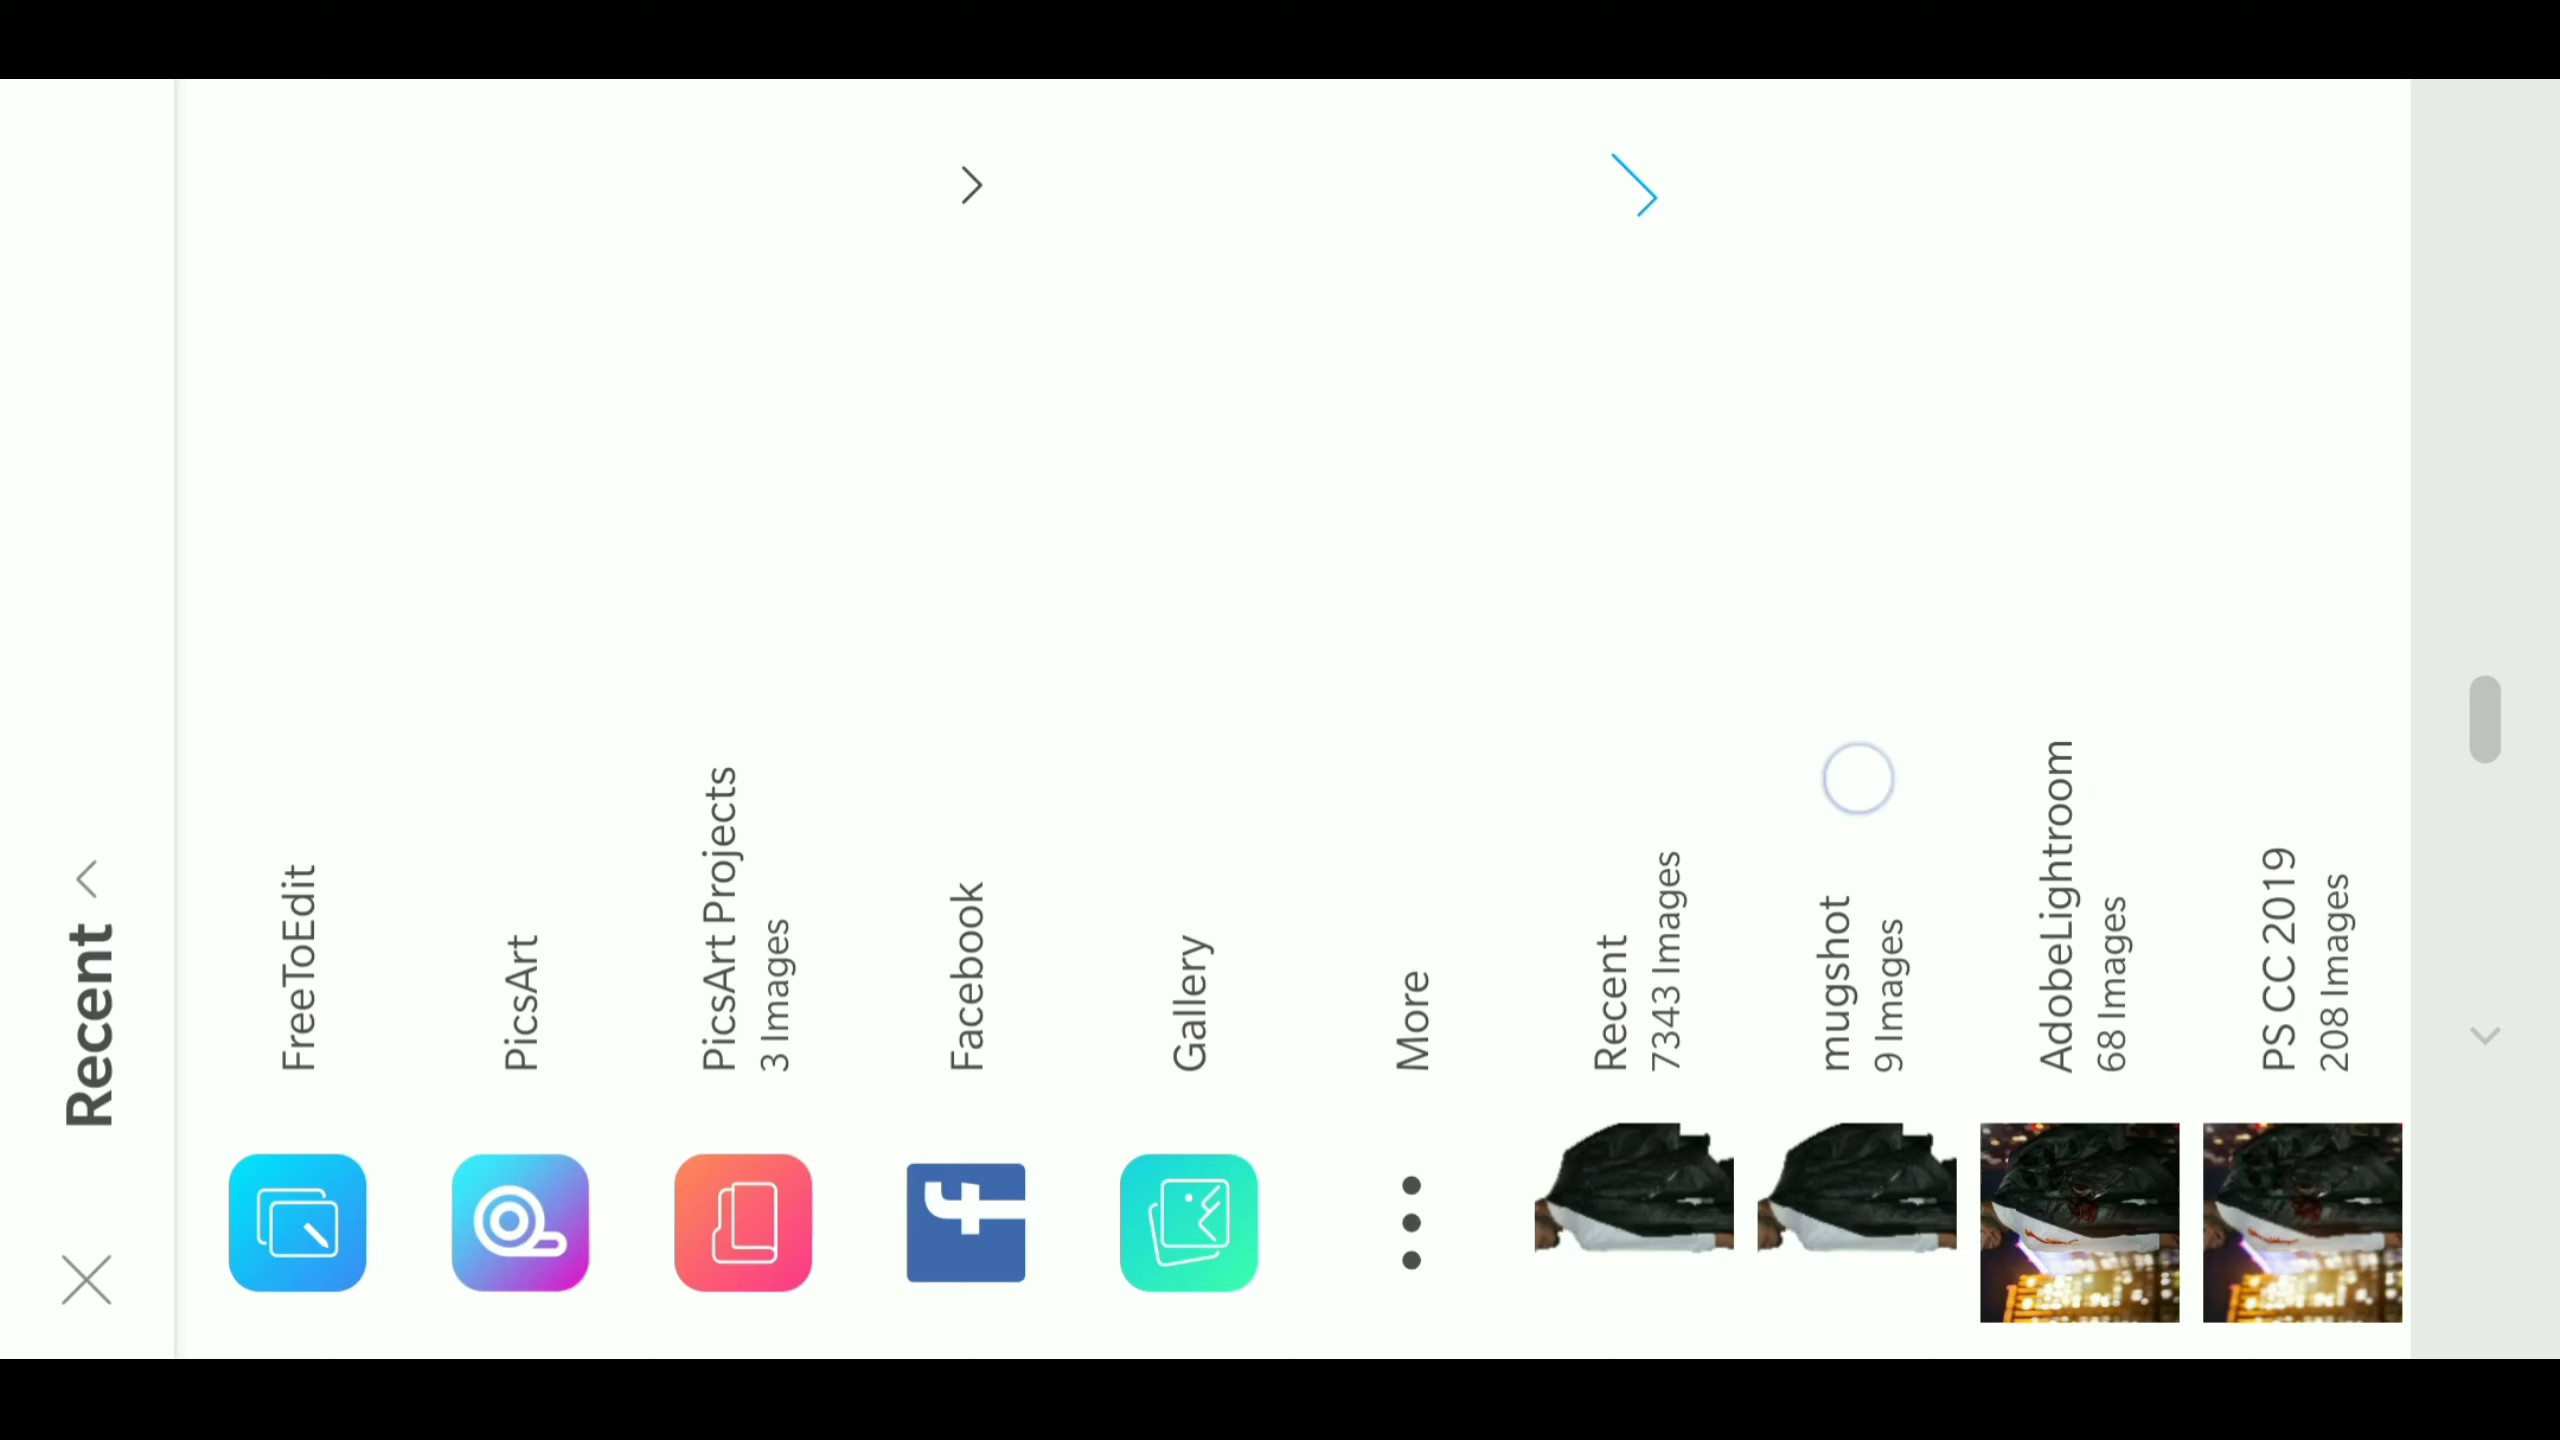 Recent
FreeToEdit
PicsArt
PicsArt Projects
3 Images
Facebook
Gallery
More
Recent
7343 Images
mugshot
9 Images
AdobeLightroom
68 Images
PS CC 2019
208 Images